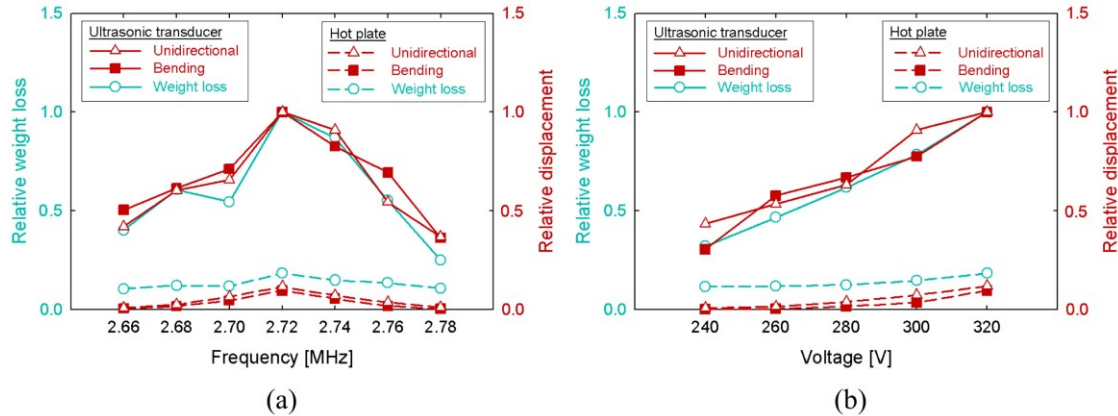 1.5
1.5
Ultrasonic transducer
Unidirectional
Bending
Weight loss
Hot plate
Unidirectional
Bending
Weight loss
Relative weight loss
Relative displacement
1.0
1.0
0.5
0.5
0.0
0.0
2.66 2.68 2.70 2.72 2.74 2.76 2.78
Frequency [MHz]
(a)
1.5
1.5
Ultrasonic transducer
Unidirectional
Bending
Weight loss
Hot plate
Unidirectional
Bending
Weight loss
Relative weight loss
Relative displacement
1.0
1.0
0.5
0.5
0.0
0.0
240 260 280 300 320
Voltage [V]
(b)